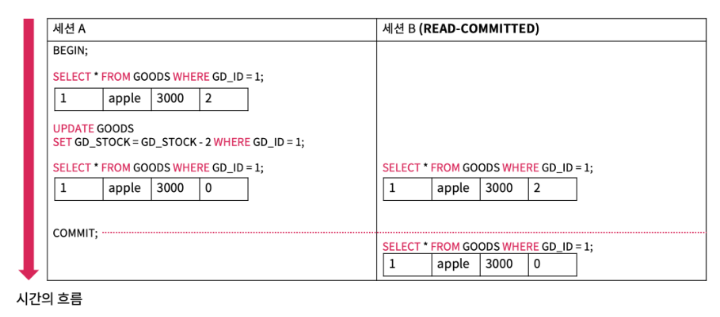 세션 A
세션 B (READ-COMMITTED)
BEGIN;
SELECT * FROM GOODS WHERE GD_ID = 1;
1 apple 3000 2
UPDATE GOODS
SET GD_STOCK = GD_STOCK - 2 WHERE GD_ID = 1;
SELECT * FROM GOODS WHERE GD_ID = 1;
1 apple 3000 0
SELECT * FROM GOODS WHERE GD_ID = 1;
1 apple 3000 2
COMMIT;
SELECT * FROM GOODS WHERE GD_ID = 1;
1 apple 3000 0
시간의 흐름